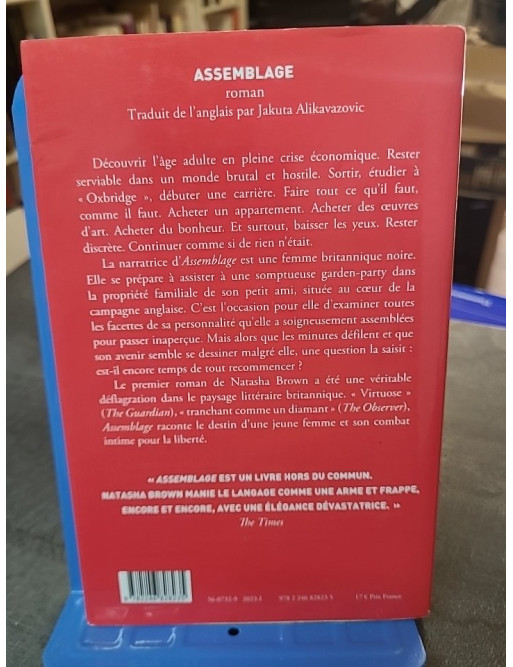 ASSEMBLAGE
roman
Traduit de l'anglais par Jakuta Alikavazovic
Découvrir l'âge adulte en pleine crise économique. Rester
serviable dans un monde brutal et hostile. Sortir, étudier à
« Oxbridge », débuter une carrière. Faire tout ce qu'il faut,
comme il faut. Acheter un appartement. Acheter des œuvres
d'art. Acheter du bonheur. Et surtout, baisser les yeux. Rester
discrète. Continuer comme si de rien n'était.
La narratrice d'Assemblage est une femme britannique noire.
Elle se prépare à assister à une somptueuse garden-party dans
la propriété familiale de son petit ami, située au cœur de la
campagne anglaise. C'est l'occasion pour elle d'examiner toutes
les facettes de sa personnalité qu'elle a soigneusement assemblées
pour passer inaperçue. Mais alors que les minutes défilent et que
son avenir semble se dessiner malgré elle, une question la saisit :
est-il encore temps de tout recommencer ?
Le premier roman de Natasha Brown a été une véritable
déflagration dans le paysage littéraire britannique. « Virtuose »
(The Guardian), « tranchant comme un diamant » (The Observer),
Assemblage raconte le destin d'une jeune femme et son combat
intime pour la liberté.
« ASSEMBLAGE EST UN LIVRE HORS DU COMMUN.
NATASHA BROWN MANIE LE LANGAGE COMME UNE ARME ET FRAPPE,
ENCORE ET ENCORE, AVEC UNE ÉLÉGANCE DÉVASTATRICE. »
The Times
17 € Prix France